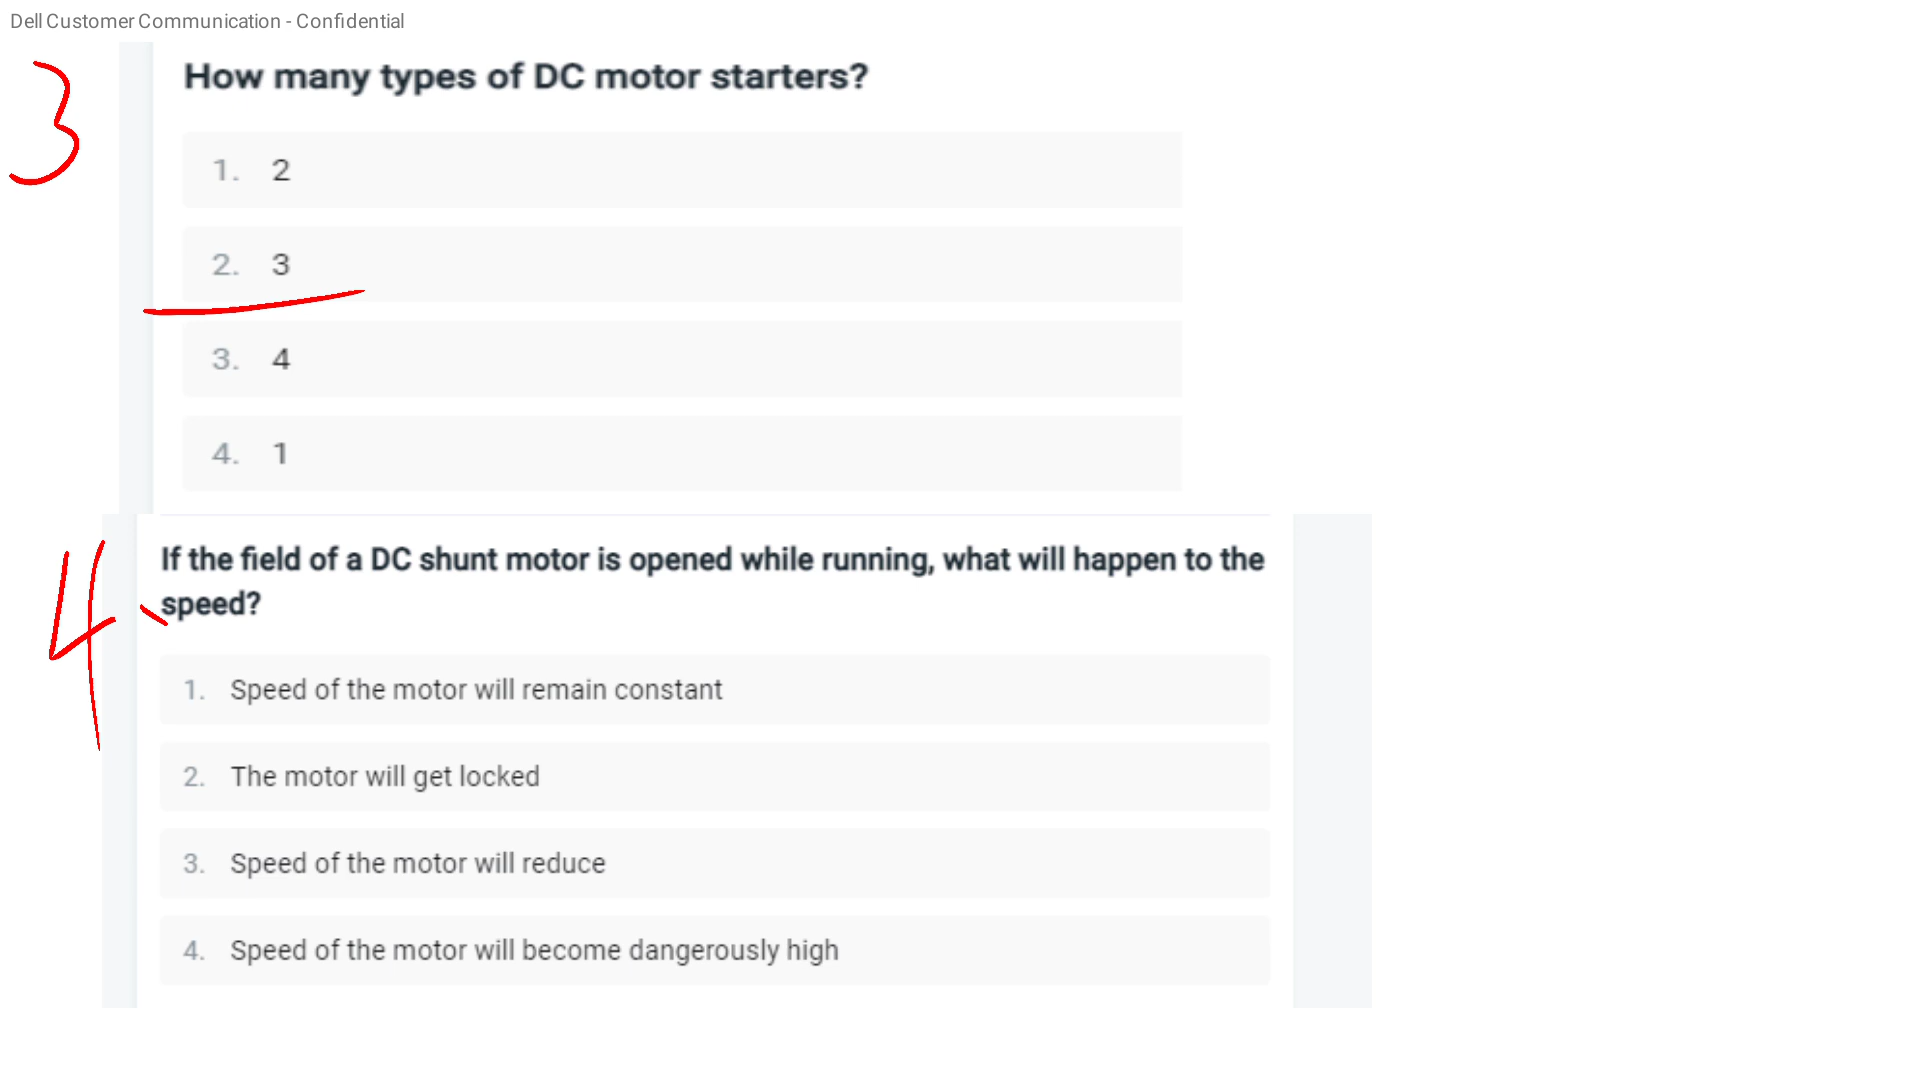 Dell Customer Communication - Confidential
3
How many types of DC motor starters?
1. 2
2. 3
3. 4
4. 1
4
If the field of a DC shunt motor is opened while running, what will happen to the
speed?
1. Speed of the motor will remain constant
2. The motor will get locked
3. Speed of the motor will reduce
4. Speed of the motor will become dangerously high